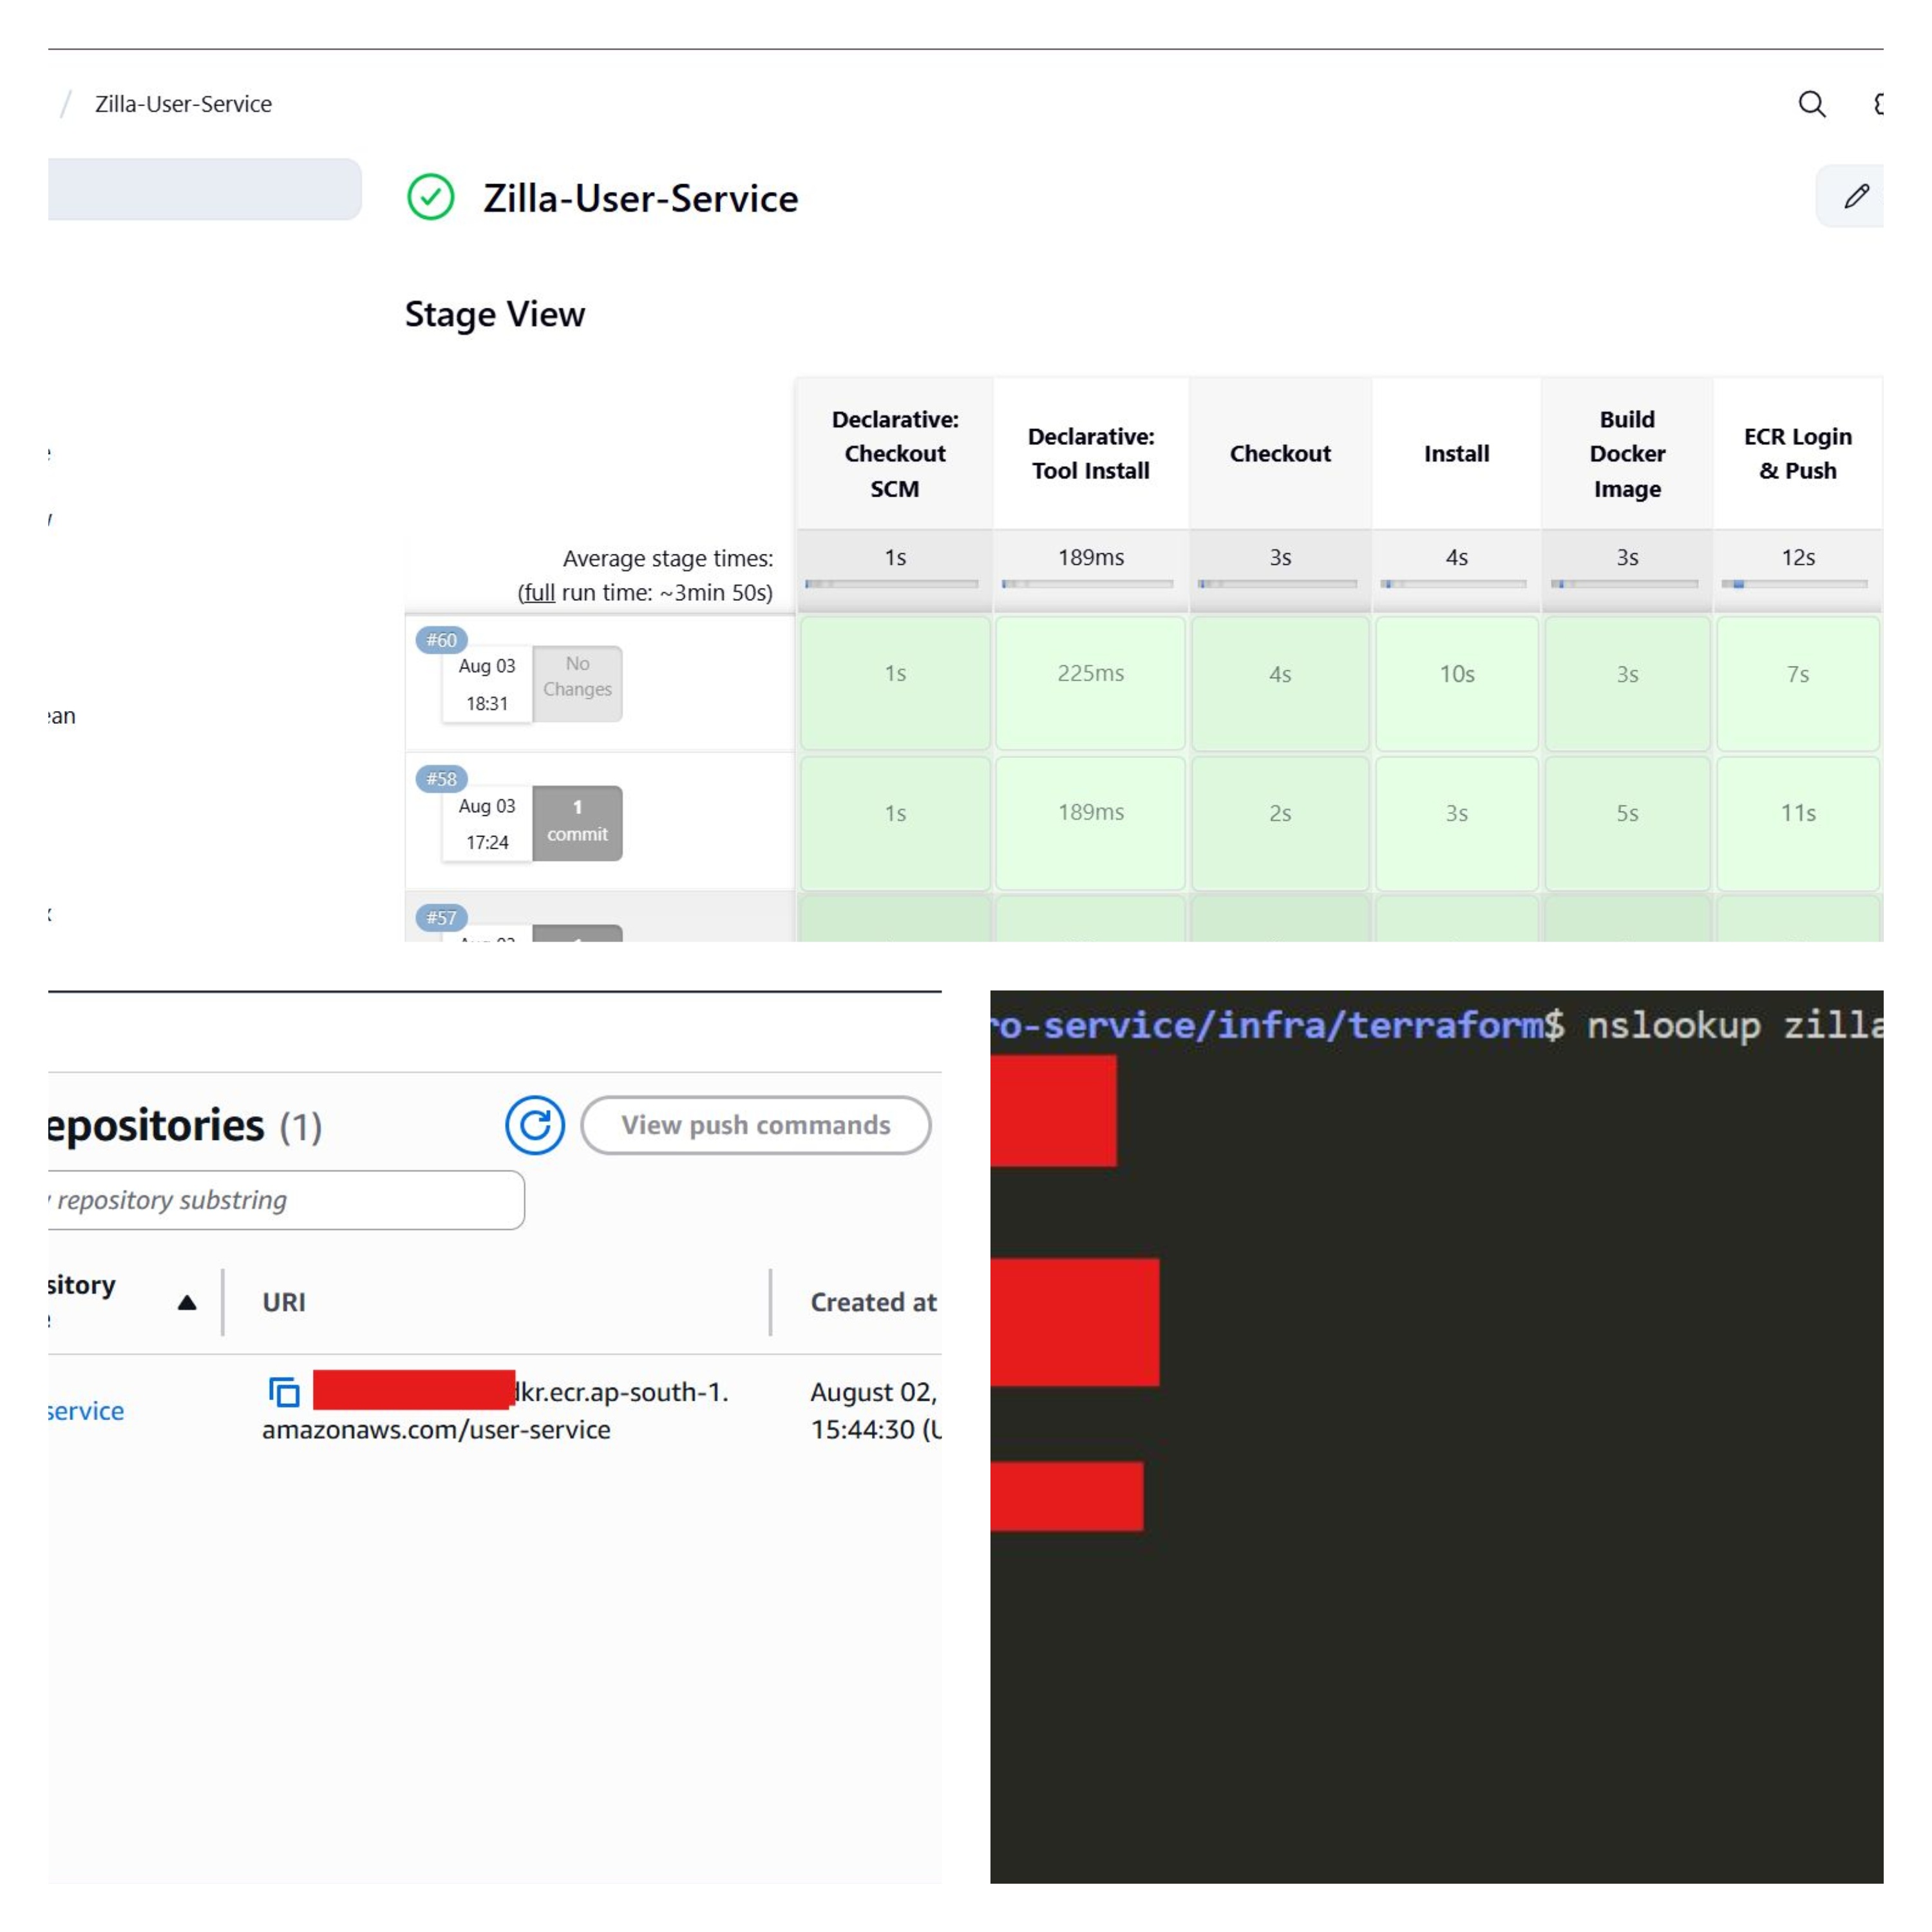 / Zilla-User-Service
Zilla-User-Service
Stage View
Declarative: Checkout SCM
Declarative: Tool Install
Checkout
Install
Build Docker Image
ECR Login & Push
Average stage times:
1s 189ms 3s 4s 3s 12s
(full run time: ~3min 50s)
#60
Aug 03
18:31
No Changes
1s 225ms 4s 10s 3s 7s
ean
#58
Aug 03
17:24
1 commit
1s 189ms 2s 3s 5s 11s
#57
epositories (1)
View push commands
repository substring
sitory
URI
Created at
service
dkr.ecr.ap-south-1.
amazonaws.com/user-service
August 02,
15:44:30 (U
ro-service/infra/terraform$ nslookup zilla